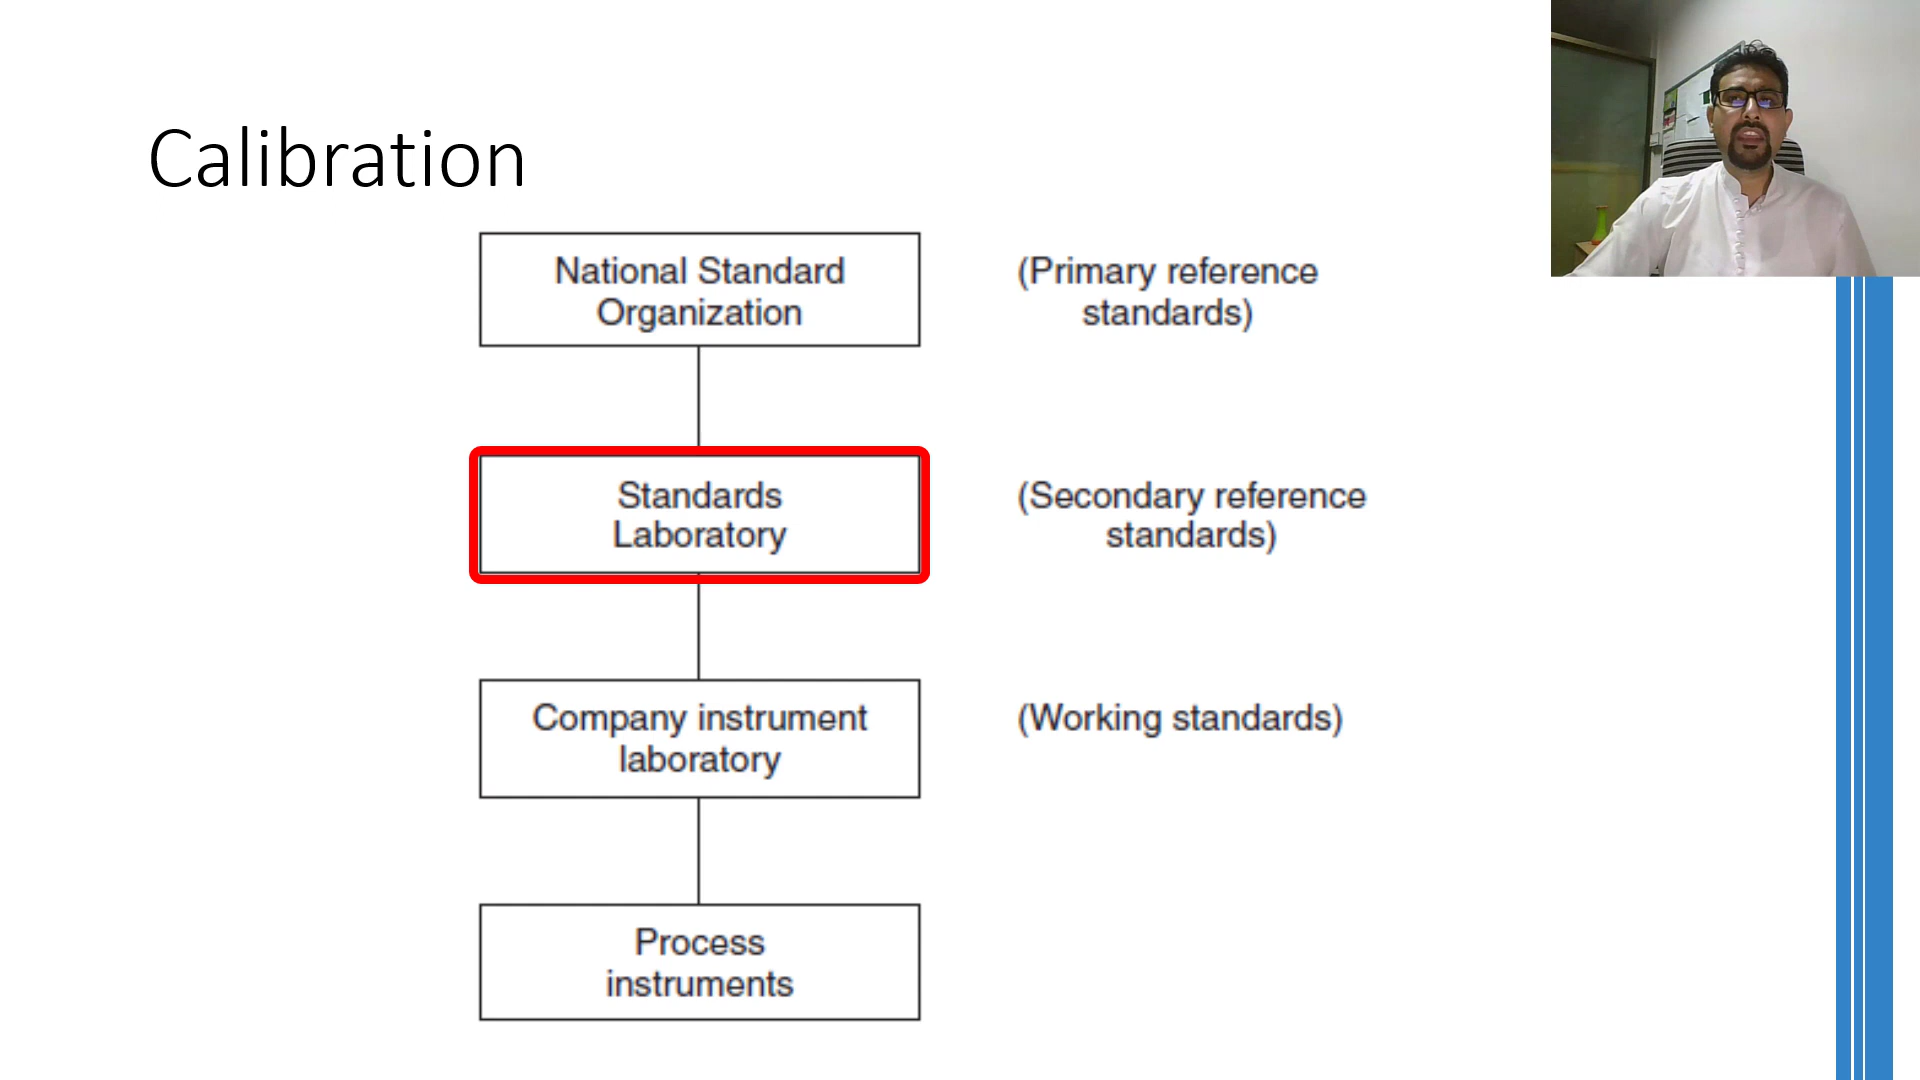 Calibration
National Standard
Organization
(Primary reference
standards)
Standards
Laboratory
(Secondary reference
standards)
Company instrument
laboratory
(Working standards)
Process
instruments